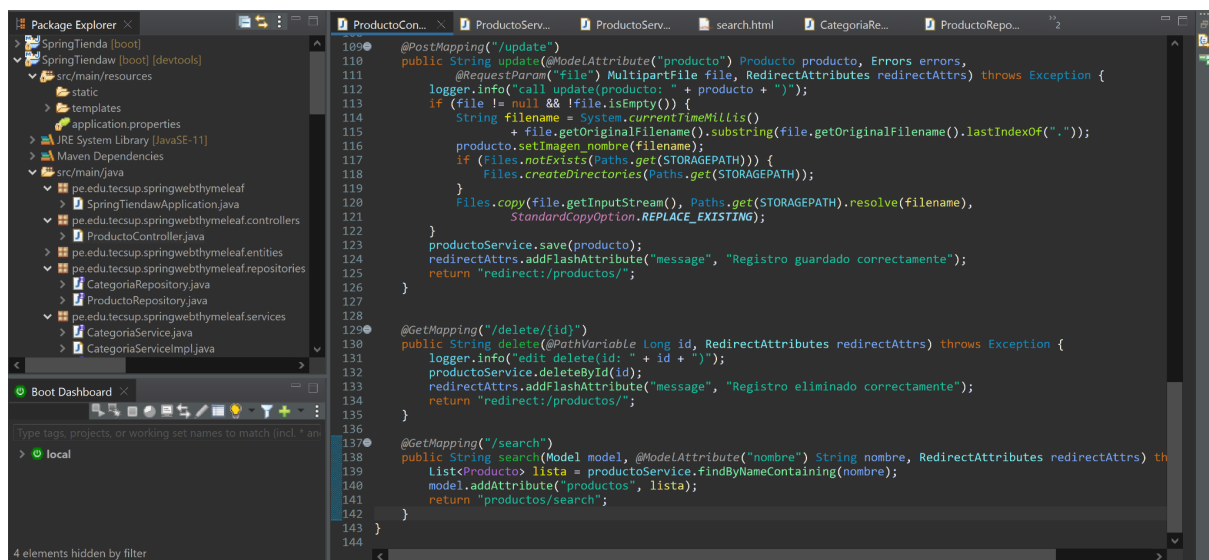 Package Explorer
SpringTienda [boot]
SpringTiendaw [boot] [devtools]
src/main/resources
static
templates
application.properties
JRE System Library [JavaSE-11]
Maven Dependencies
src/main/java
pe.edu.tecsup.springwebthymeleaf
SpringTiendawApplication.java
pe.edu.tecsup.springwebthymeleaf.controllers
ProductoController.java
pe.edu.tecsup.springwebthymeleaf.entities
pe.edu.tecsup.springwebthymeleaf.repositories
CategoriaRepository.java
ProductoRepository.java
pe.edu.tecsup.springwebthymeleaf.services
CategoriaService.java
CategoriaServiceImpl.java
Boot Dashboard
Type tags, projects, or working set names to match (incl. * an
local
4 elements hidden by filter
ProductoCon... ProductoServ... ProductoServ... search.html CategoriaRe... ProductoRepo... 2
109 @PostMapping("/update")
110 public String update(@ModelAttribute("producto") Producto producto, Errors errors,
111 @RequestParam("file") MultipartFile file, RedirectAttributes redirectAttrs) throws Exception {
112 logger.info("call update(producto: " + producto + ")");
113 if (file != null && !file.isEmpty()) {
114 String filename = System.currentTimeMillis()
115 + file.getOriginalFilename().substring(file.getOriginalFilename().lastIndexOf("."));
116 producto.setImagen_nombre(filename);
117 if (Files.notExists(Paths.get(STORAGEPATH))) {
118 Files.createDirectories(Paths.get(STORAGEPATH));
119 }
120 Files.copy(file.getInputStream(), Paths.get(STORAGEPATH).resolve(filename),
121 StandardCopyOption.REPLACE_EXISTING);
122 }
123 productoService.save(producto);
124 redirectAttrs.addFlashAttribute("message", "Registro guardado correctamente");
125 return "redirect:/productos/";
126 }
127
128
129 @GetMapping("/delete/{id}")
130 public String delete(@PathVariable Long id, RedirectAttributes redirectAttrs) throws Exception {
131 logger.info("edit delete(id: " + id + ")");
132 productoService.deleteById(id);
133 redirectAttrs.addFlashAttribute("message", "Registro eliminado correctamente");
134 return "redirect:/productos/";
135 }
136
137 @GetMapping("/search")
138 public String search(Model model, @ModelAttribute("nombre") String nombre, RedirectAttributes redirectAttrs) th
139 List<Producto> lista = productoService.findByNameContaining(nombre);
140 model.addAttribute("productos", lista);
141 return "productos/search";
142 }
143 }
144